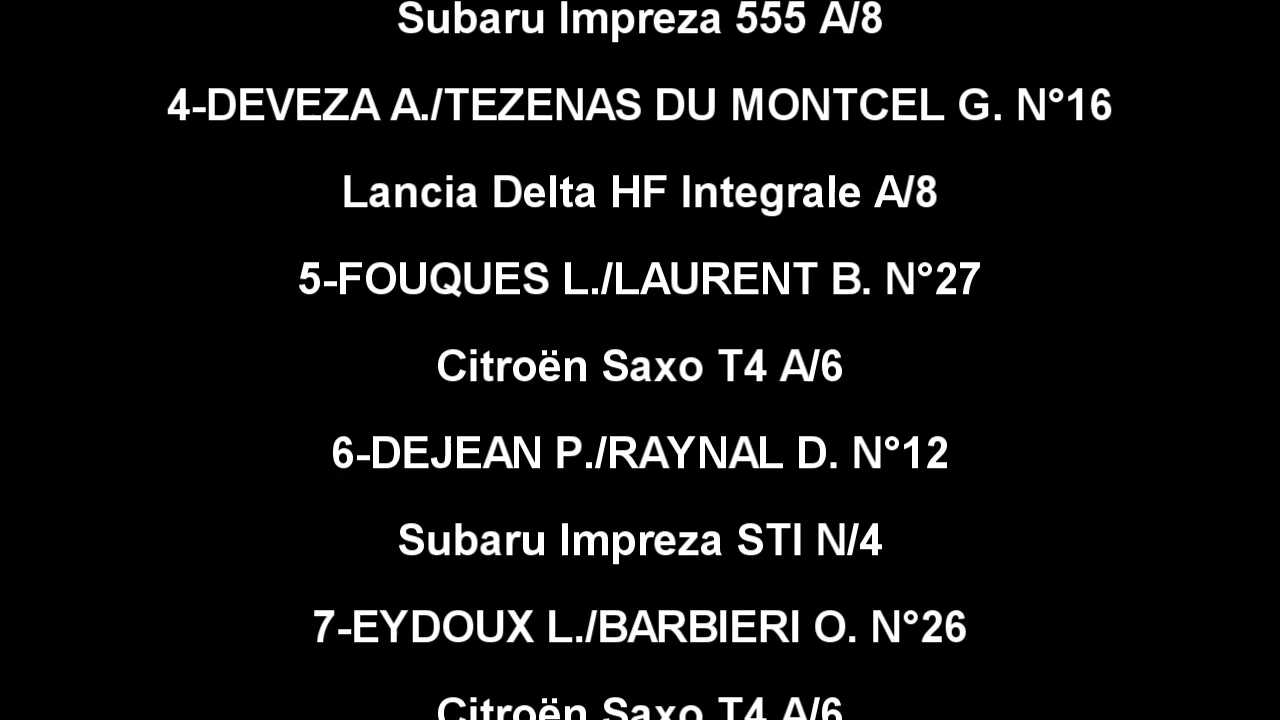 Subaru Impreza 555 A/8
4-DEVEZA A./TEZENAS DU MONTCEL G. N°16
Lancia Delta HF Integrale A/8
5-FOUQUES L./LAURENT B. N°27
Citroën Saxo T4 A/6
6-DEJEAN P./RAYNAL D. N°12
Subaru Impreza STI N/4
7-EYDOUX L./BARBIERI O. N°26
Citroën Saxo T4 A/6